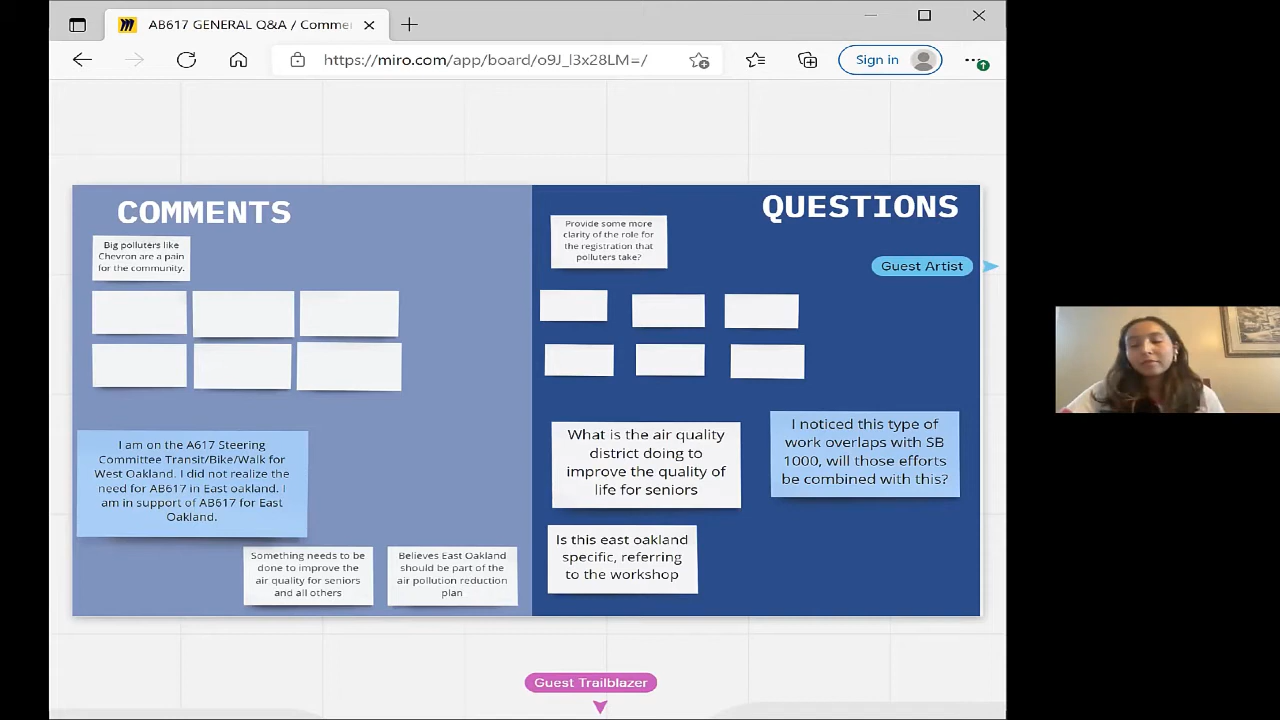 AB617 GENERAL Q&A / Comme
https://miro.com/app/board/o9J_l3x28LM=/
Sign in
COMMENTS
Big polluters like
Chevron are a pain
for the community.
I am on the A617 Steering
Committee Transit/Bike/Walk for
West Oakland. I did not realize the
need for AB617 in East oakland. I
am in support of AB617 for East
Oakland.
Something needs to be
done to improve the
air quality for seniors
and all others
Believes East Oakland
should be part of the
air pollution reduction
plan
QUESTIONS
Provide some more
clarity of the role for
the registration that
polluters take?
Guest Artist
What is the air quality
district doing to
improve the quality of
life for seniors
I noticed this type of
work overlaps with SB
1000, will those efforts
be combined with this?
Is this east oakland
specific, referring
to the workshop
Guest Trailblazer